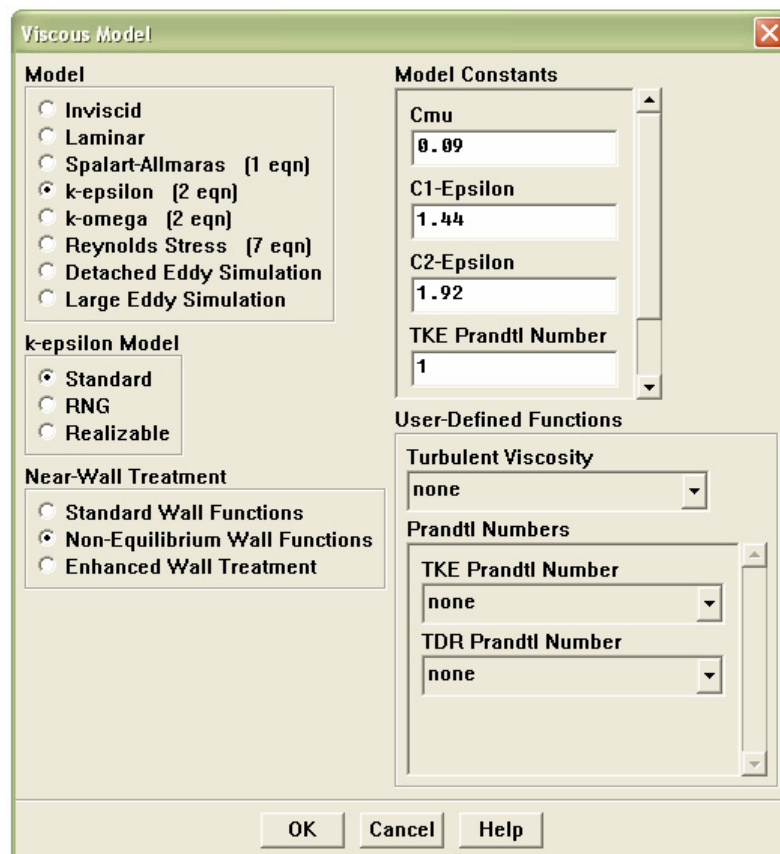 Viscous Model
Model
Inviscid
Laminar
Spalart-Allmaras (1 eqn)
k-epsilon (2 eqn)
k-omega (2 eqn)
Reynolds Stress (7 eqn)
Detached Eddy Simulation
Large Eddy Simulation
k-epsilon Model
Standard
RNG
Realizable
Near-Wall Treatment
Standard Wall Functions
Non-Equilibrium Wall Functions
Enhanced Wall Treatment
Model Constants
Cmu
0.09
C1-Epsilon
1.44
C2-Epsilon
1.92
TKE Prandtl Number
1
User-Defined Functions
Turbulent Viscosity
none
Prandtl Numbers
TKE Prandtl Number
none
TDR Prandtl Number
none
OK Cancel Help